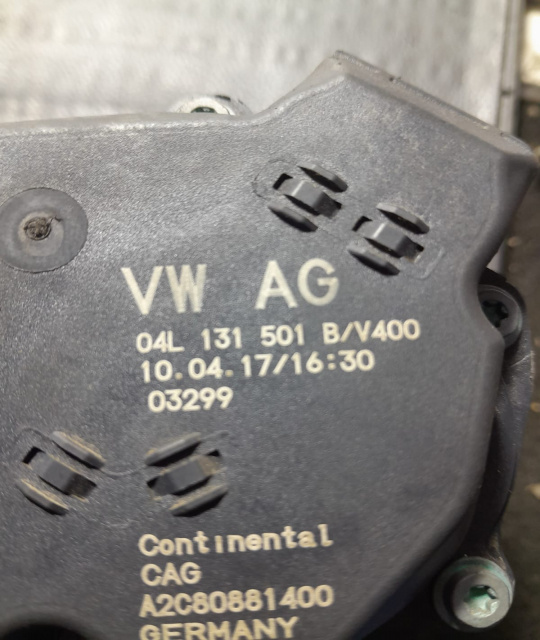 VW AG
04L 131 501 B/V400
10.04.17/16:30
03299
Continental
CAG
A2C80881400
GERMANY